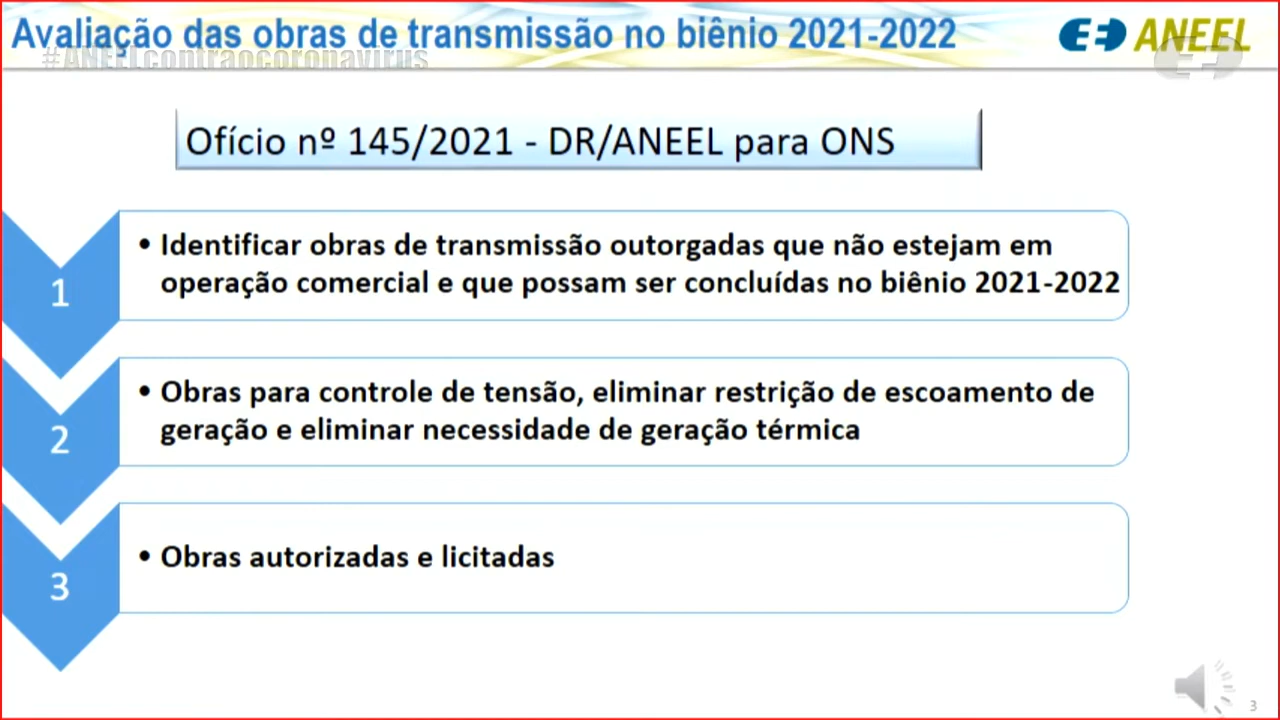 Avaliação das obras de transmissão no biênio 2021-2022
ANEEL
#ANEELcontraocoronavirus
Ofício nº 145/2021 - DR/ANEEL para ONS
1
• Identificar obras de transmissão outorgadas que não estejam em
operação comercial e que possam ser concluídas no biênio 2021-2022
2
• Obras para controle de tensão, eliminar restrição de escoamento de
geração e eliminar necessidade de geração térmica
3
• Obras autorizadas e licitadas
3